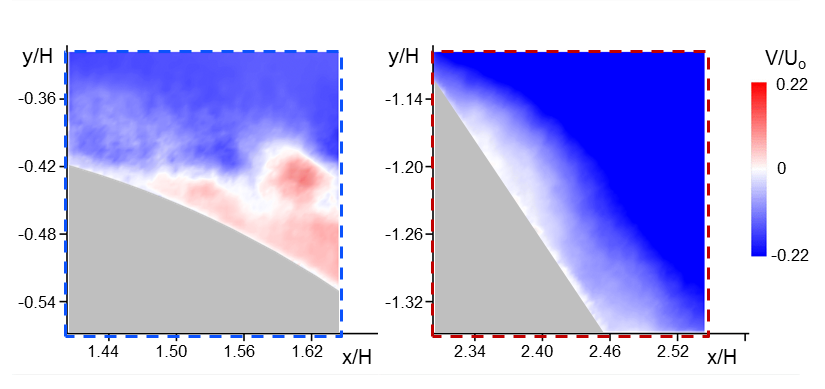 y/H
-0.36
-0.42
-0.48
-0.54
1.44 1.50 1.56 1.62 x/H
y/H
-1.14
-1.20
-1.26
-1.32
2.34 2.40 2.46 2.52 x/H
V/U₀
0.22
0
-0.22